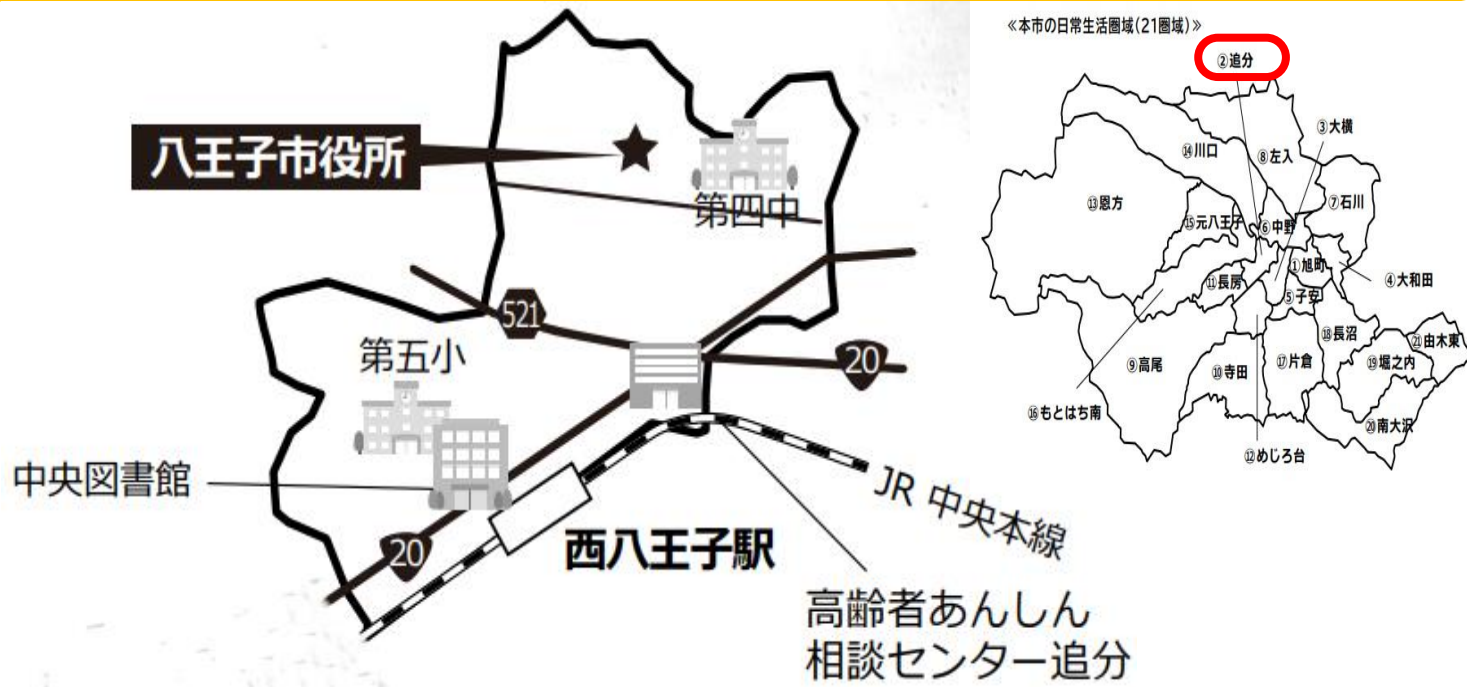 ≪本市の日常生活圏域(21圏域)≫
②追分
③大横
⑭川口
⑧左入
⑬恩方
⑦石川
⑮元八王子
⑥中野
①旭町
④大和田
⑪長房
⑤子安
⑱長沼
㉑由木東
⑨高尾
⑩寺田
⑰片倉
⑲堀之内
⑯もとはち南
⑳南大沢
⑫めじろ台
八王子市役所
第四中
521
第五小
20
中央図書館
20
西八王子駅
JR 中央本線
高齢者あんしん
相談センター追分